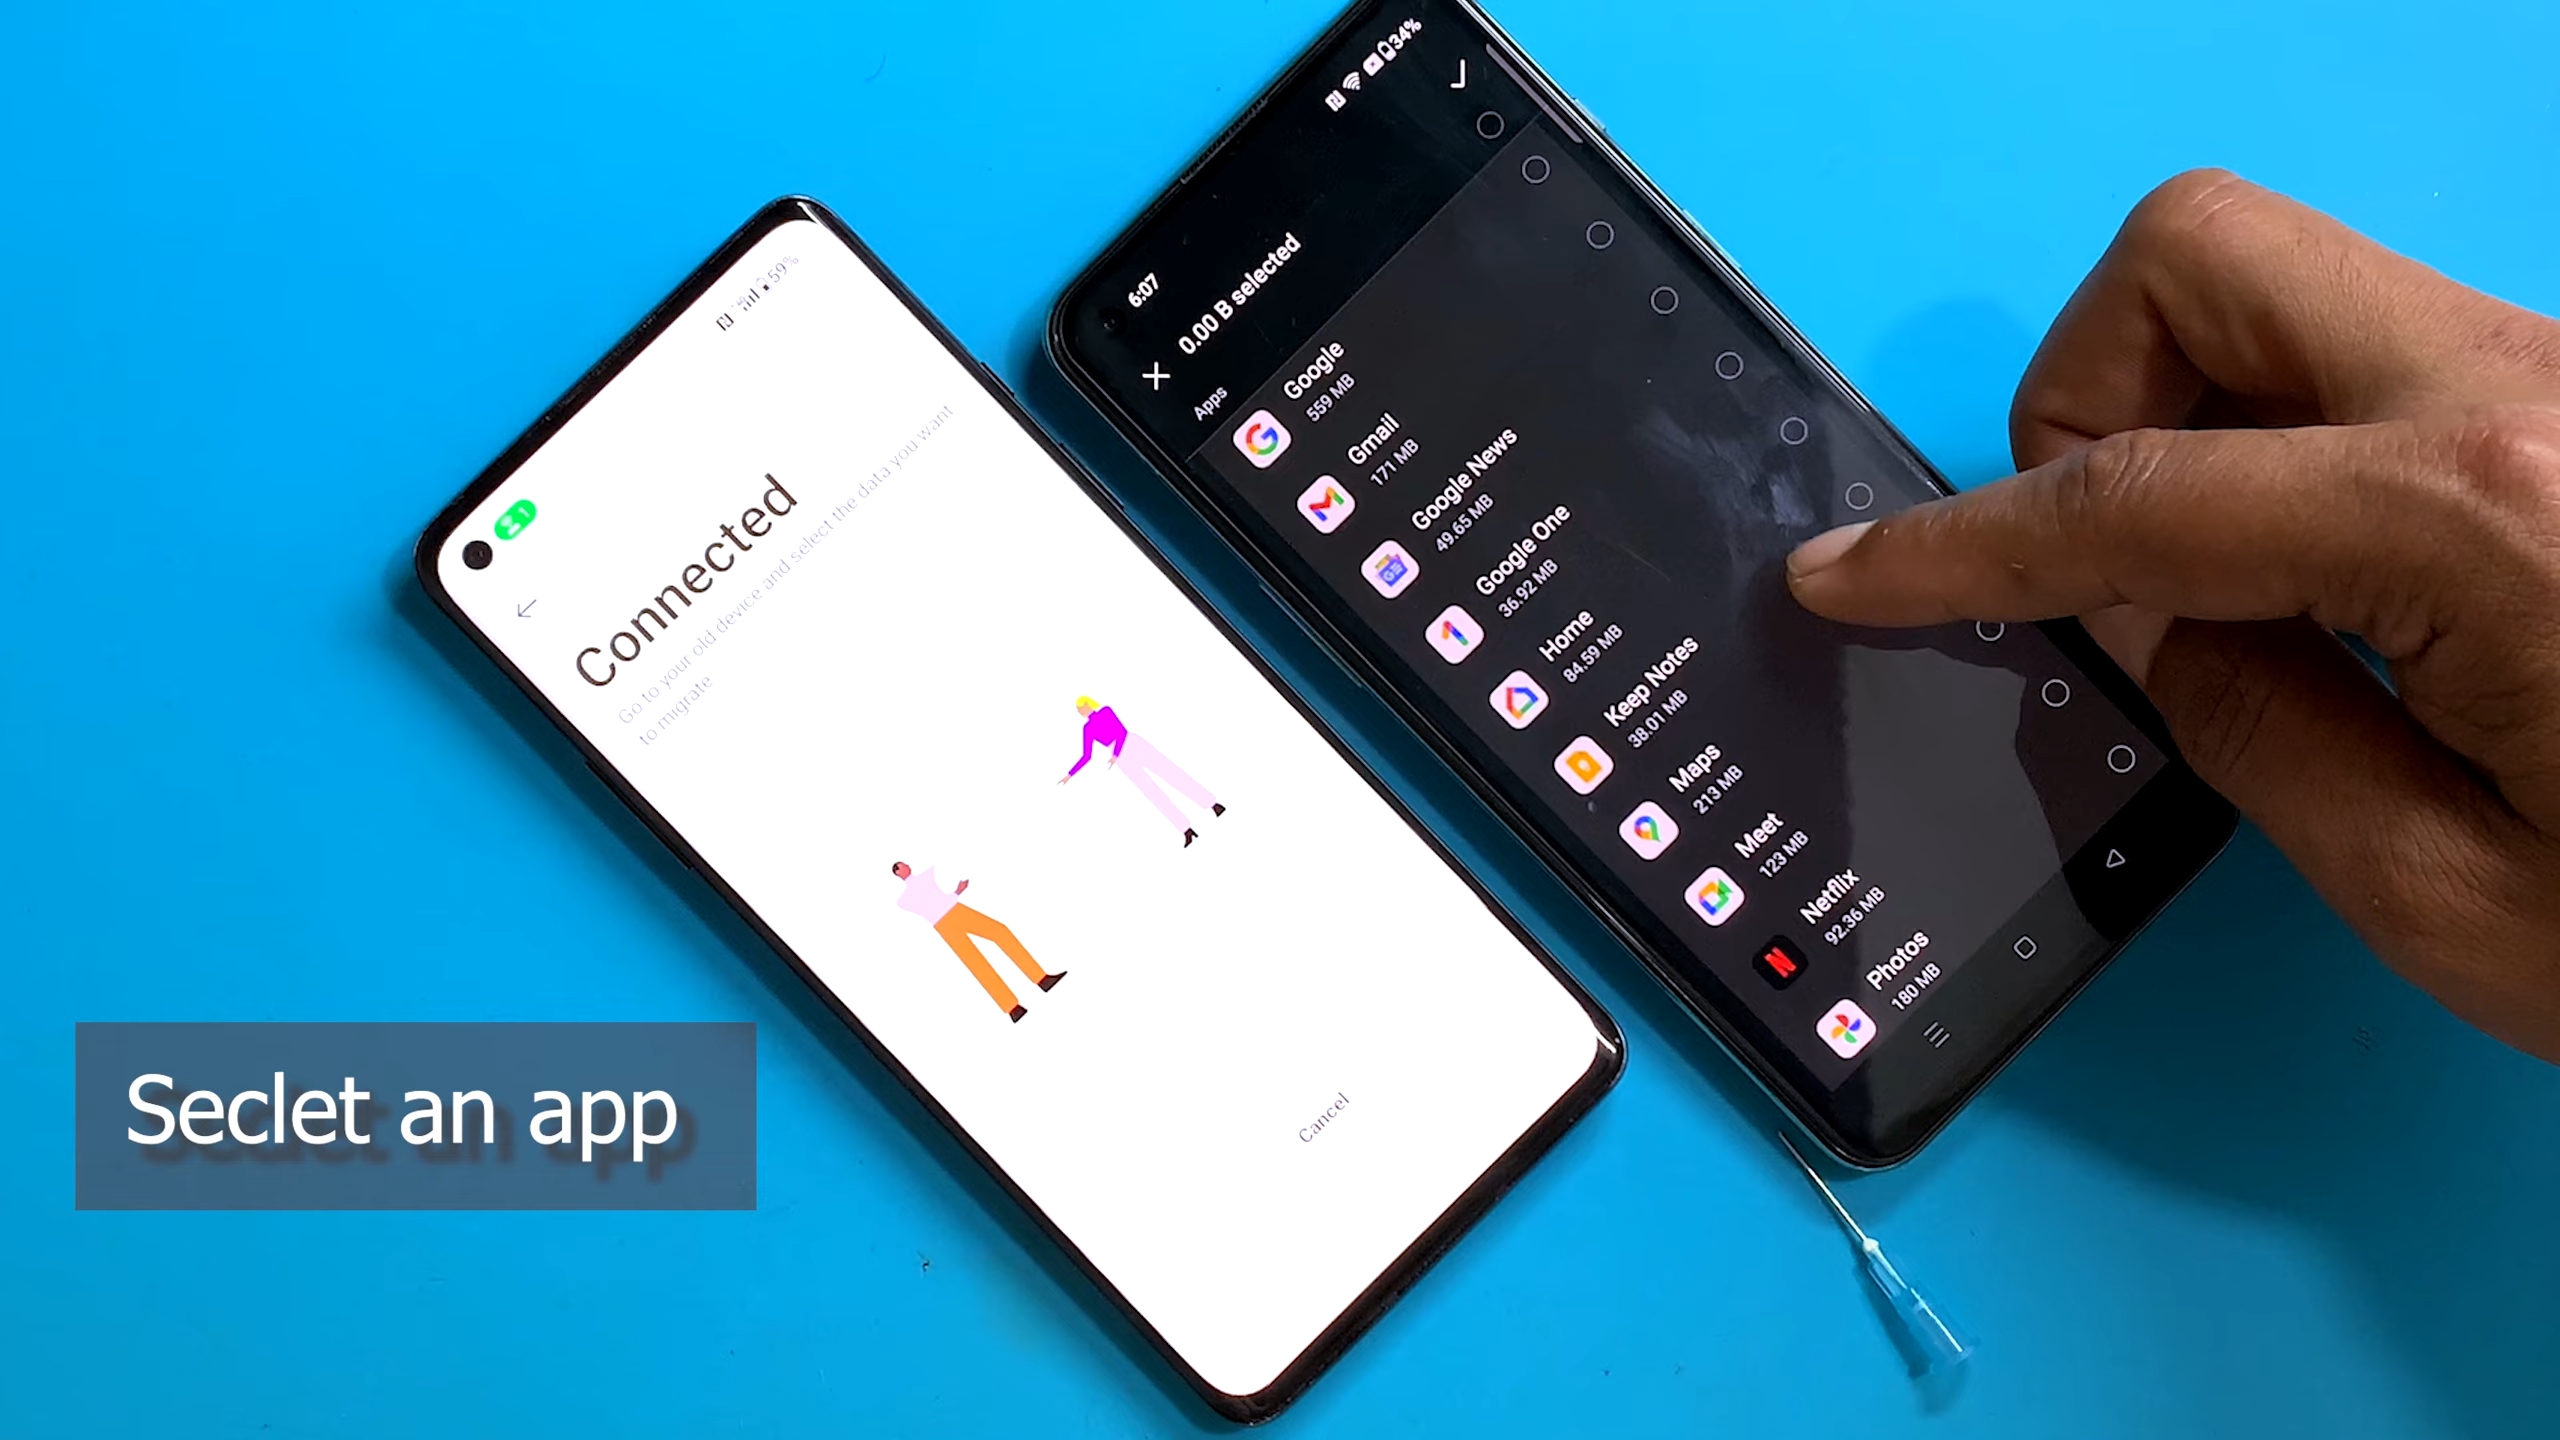 59%
Connected
Go to your old device and select the data you want
to migrate
Cancel
6:07
34%
0.00 B selected
Apps
Google
559 MB
Gmail
171 MB
Google News
49.65 MB
Google One
36.92 MB
Home
84.59 MB
Keep Notes
38.01 MB
Maps
213 MB
Meet
123 MB
Netflix
92.36 MB
Photos
180 MB
Seclet an app